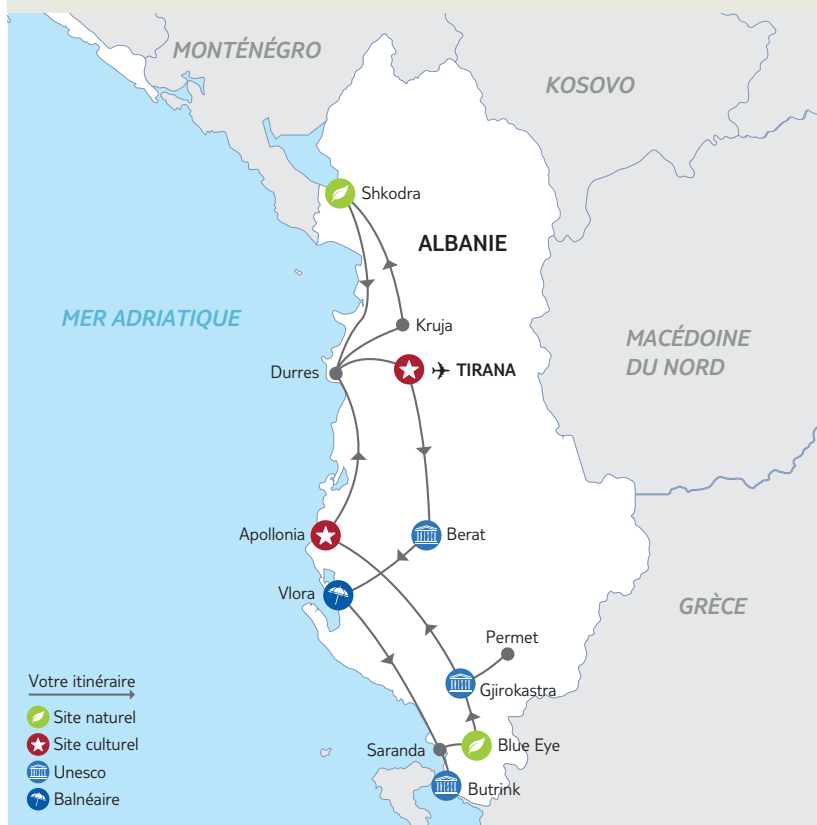 MONTÉNÉGRO
KOSOVO
Shkodra
ALBANIE
MER ADRIATIQUE
Kruja
MACÉDOINE
DU NORD
Durres
TIRANA
Apollonia
Berat
Vlora
GRÈCE
Permet
Gjirokastra
Saranda
Blue Eye
Butrink
Votre itinéraire
Site naturel
Site culturel
Unesco
Balnéaire